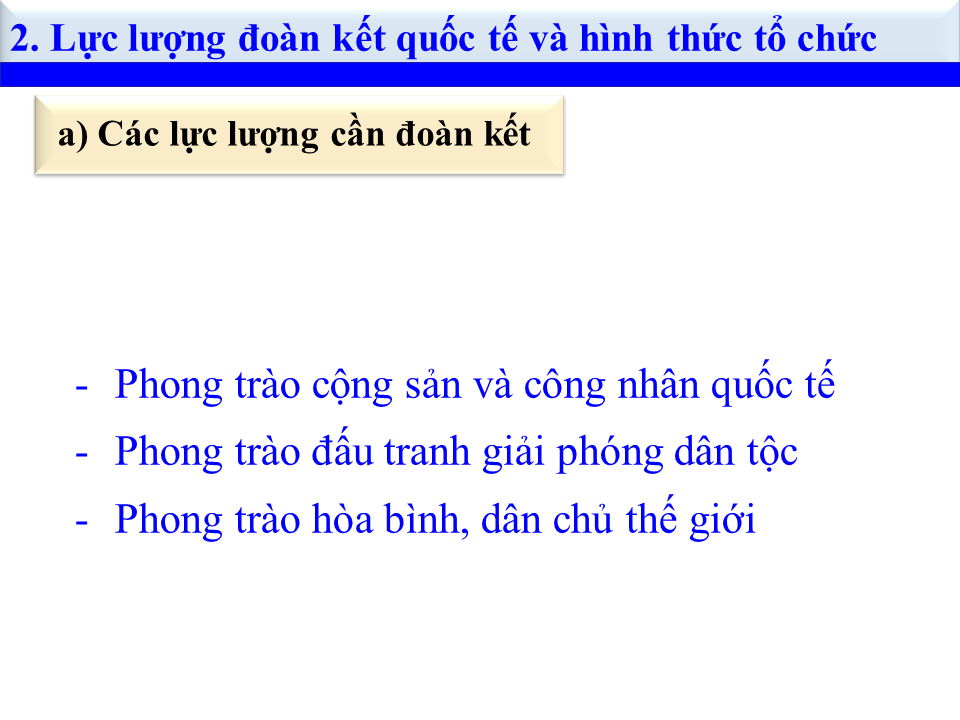 2. Lực lượng đoàn kết quốc tế và hình thức tổ chức
a) Các lực lượng cần đoàn kết
- Phong trào cộng sản và công nhân quốc tế
- Phong trào đấu tranh giải phóng dân tộc
- Phong trào hòa bình, dân chủ thế giới